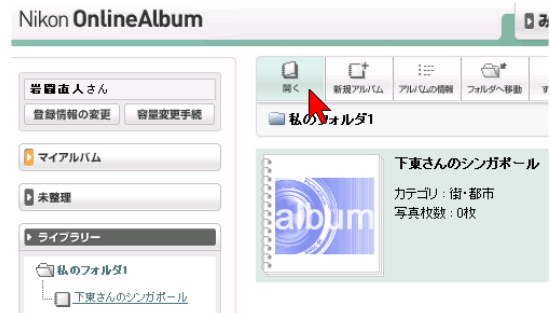 Nikon OnlineAlbum
み
岩圓直人さん
登録情報の変更 容量変更手続
開く 新規アルバム アルバムの情報 フォルダへ移動 す
私のフォルダ1
マイアルバム
未整理
ライブラリー
私のフォルダ1
下東さんのシンガポール
album
下東さんのシンガポール
カテゴリ：街・都市
写真枚数：0枚